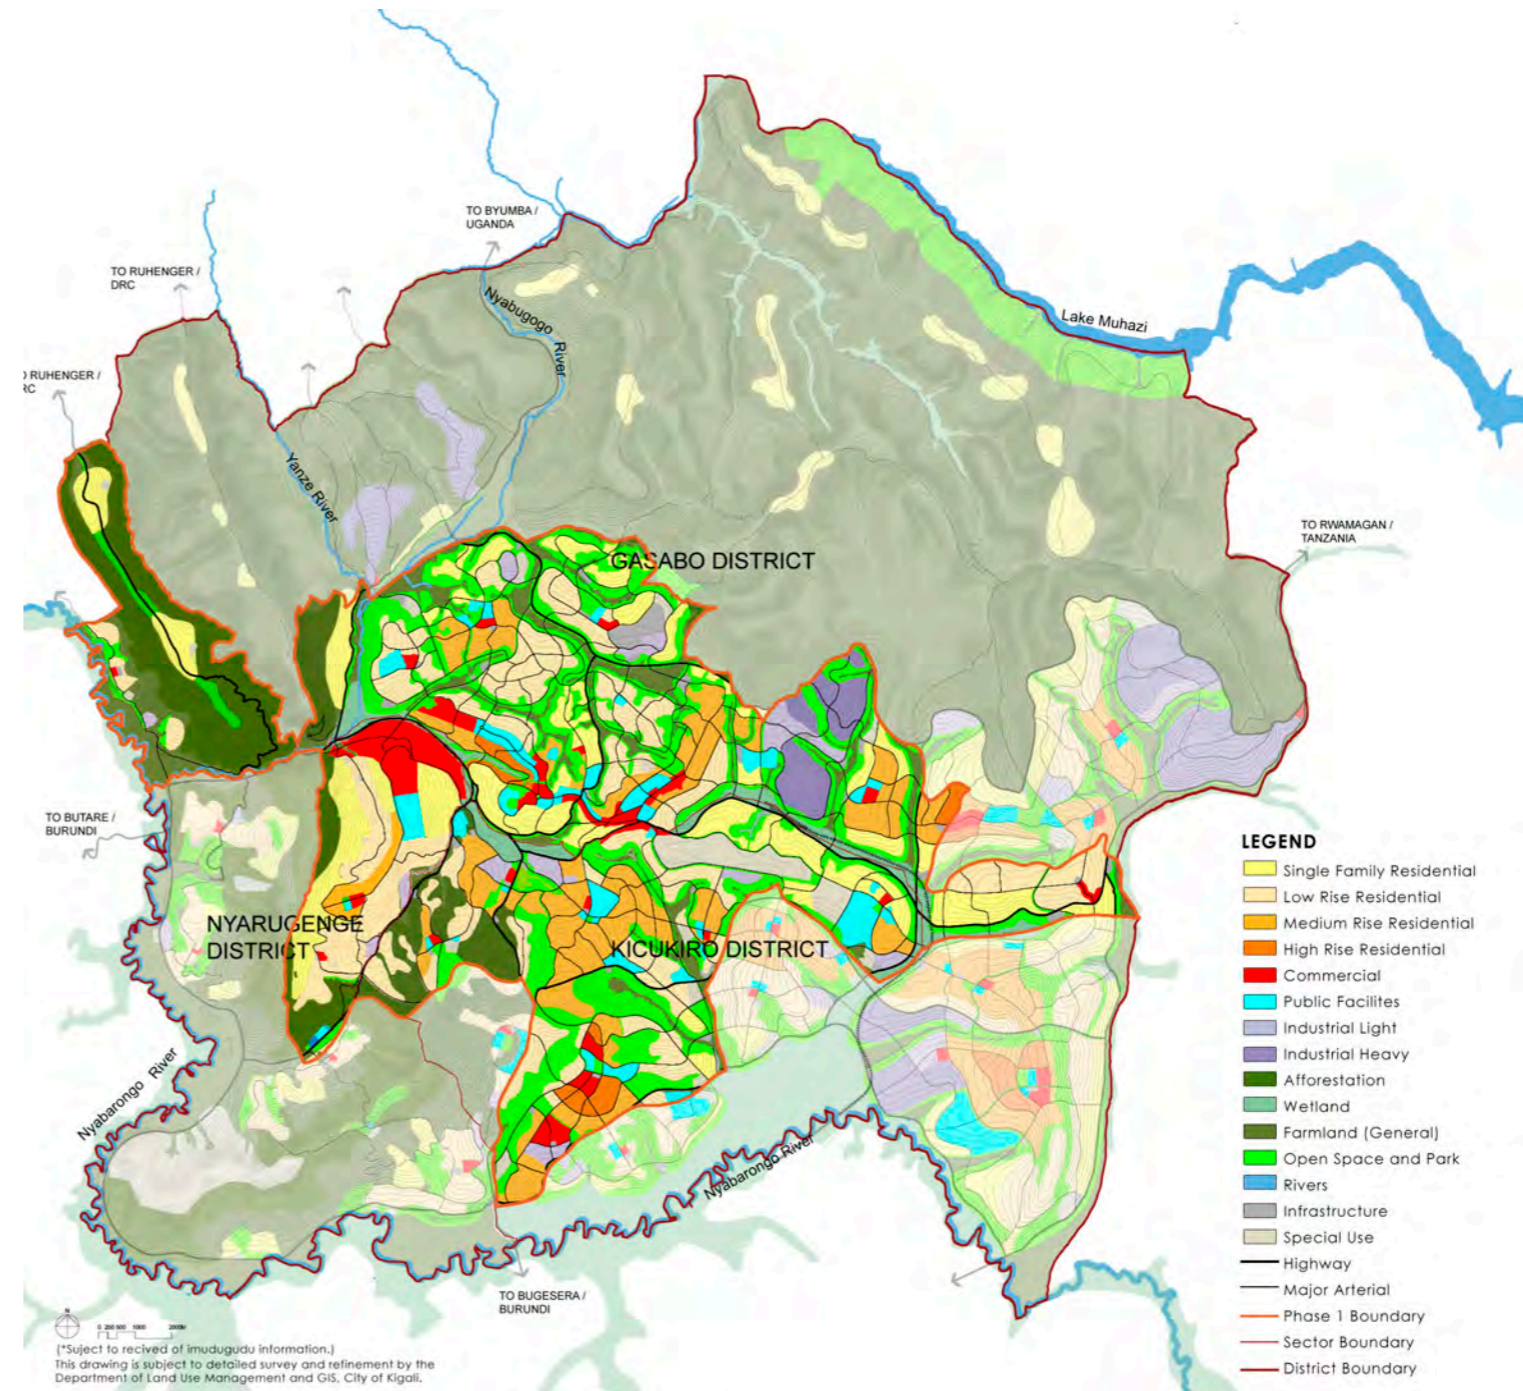 TO BYUMBA /
UGANDA
TO RUHENGER /
DRC
Nyabugogo
River
Lake Muhazi
RUHENGER /
Yanze River
TO RWAMAGAN /
TANZANIA
GASABO DISTRICT
TO BUTARE /
BURUNDI
NYARUGENGE
DISTRICT
KICUKIRO DISTRICT
Nyabarongo River
Nyabarongo River
TO BUGESERA /
BURUNDI
LEGEND
Single Family Residential
Low Rise Residential
Medium Rise Residential
High Rise Residential
Commercial
Public Facilites
Industrial Light
Industrial Heavy
Afforestation
Wetland
Farmland (General)
Open Space and Park
Rivers
Infrastructure
Special Use
Highway
Major Arterial
Phase 1 Boundary
Sector Boundary
District Boundary
N
0 250 500 1000
(*Suject to recived of imudugudu information.)
This drawing is subject to detailed survey and refinement by the
Department of Land Use Management and GIS, City of Kigali.